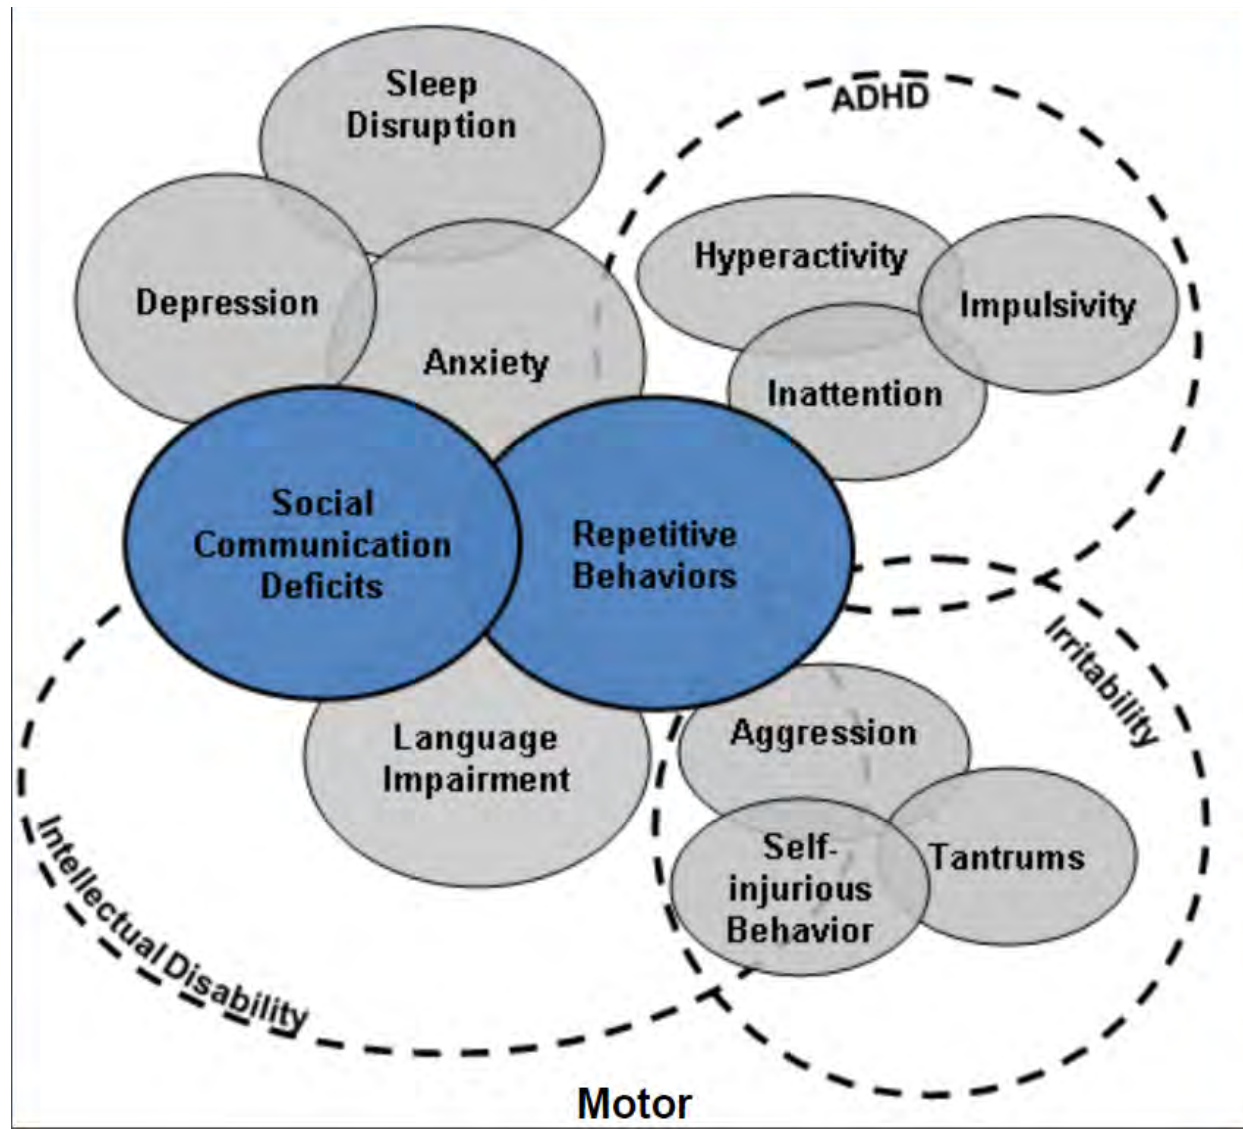 Sleep
Disruption
ADHD
Hyperactivity
Impulsivity
Depression
Anxiety
Inattention
Social
Communication
Deficits
Repetitive
Behaviors
Irritability
Language
Impairment
Aggression
Self-
injurious
Behavior
Tantrums
Intellectual Disability
Motor